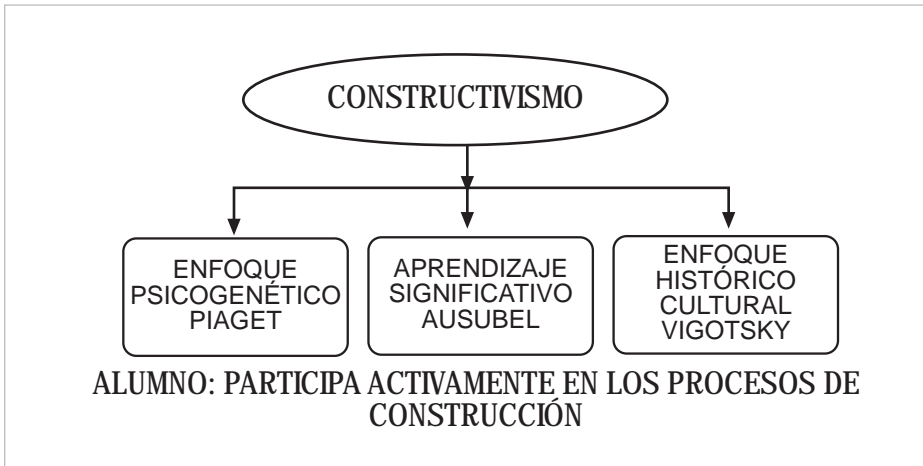 CONSTRUCTIVISMO
ENFOQUE
PSICOGENÉTICO
PIAGET
APRENDIZAJE
SIGNIFICATIVO
AUSUBEL
ENFOQUE
HISTÓRICO
CULTURAL
VIGOTSKY
ALUMNO: PARTICIPA ACTIVAMENTE EN LOS PROCESOS DE
CONSTRUCCIÓN